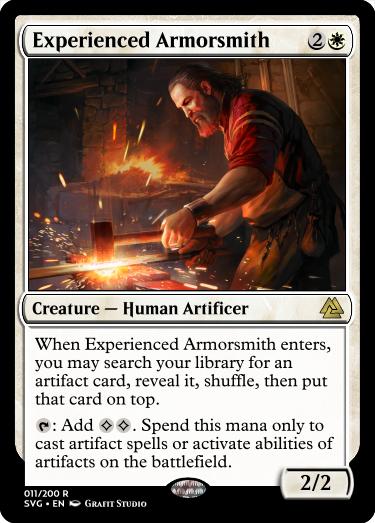 Experienced Armorsmith 2
Creature — Human Artificer
When Experienced Armorsmith enters,
you may search your library for an
artifact card, reveal it, shuffle, then put
that card on top.
: Add . Spend this mana only to
cast artifact spells or activate abilities of
artifacts on the battlefield.
2/2
011/200 R
SVG • EN Grafit Studio